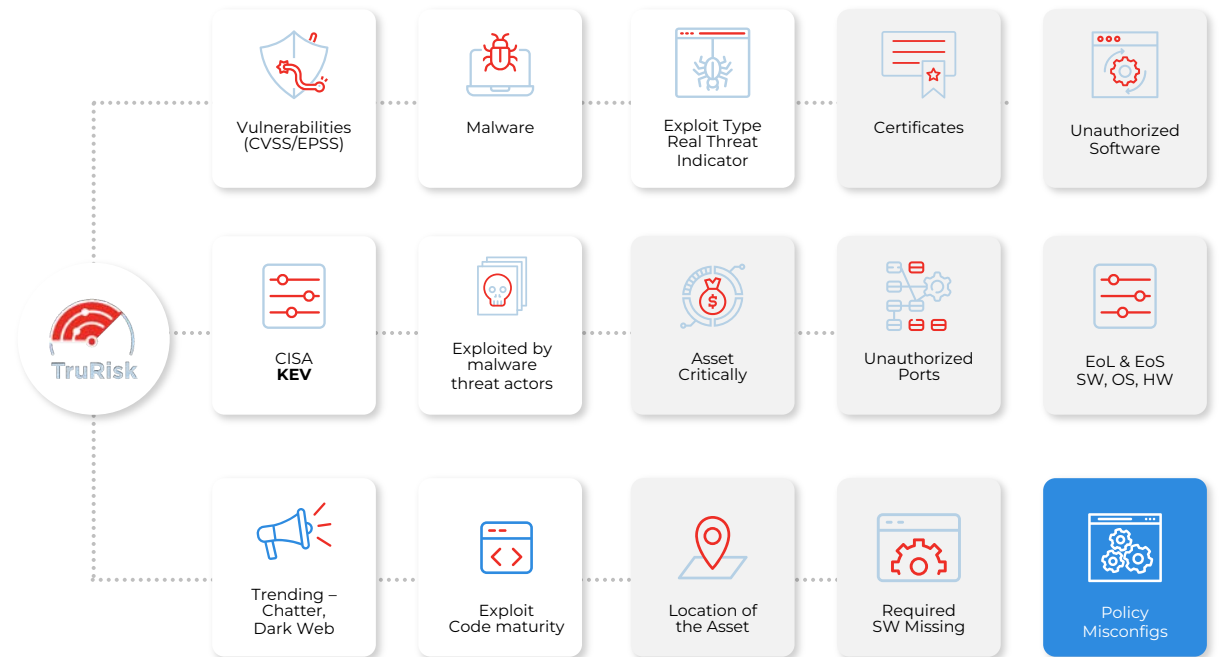 Vulnerabilities
(CVSS/EPSS)
Malware
Exploit Type
Real Threat
Indicator
Certificates
Unauthorized
Software
TruRisk
CISA
KEV
Exploited by
malware
threat actors
Asset
Critically
$
Unauthorized
Ports
EoL & EoS
SW, OS, HW
Trending –
Chatter,
Dark Web
Exploit
Code maturity
Location of
the Asset
Required
SW Missing
Policy
Misconfigs